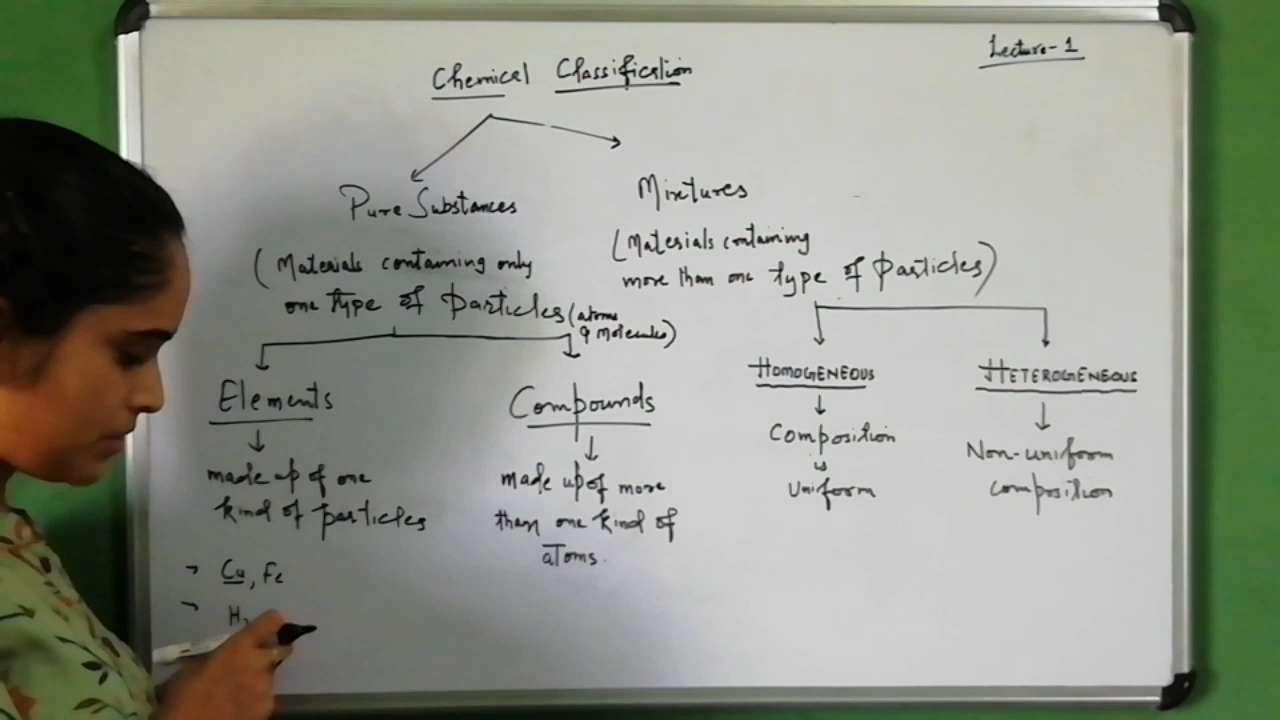 Lecture-1
Chemical Classification
Pure Substances
(Materials containing only
one type of particles (atoms
& molecules)
Mixtures
(Materials containing
more than one type of particles)
Elements
made up of one
kind of particles
→ Cu, Fe
→ H₂
Compounds
made up of more
than one kind of
atoms.
HOMOGENEOUS
Composition
is
Uniform
HETEROGENEOUS
Non-uniform
composition